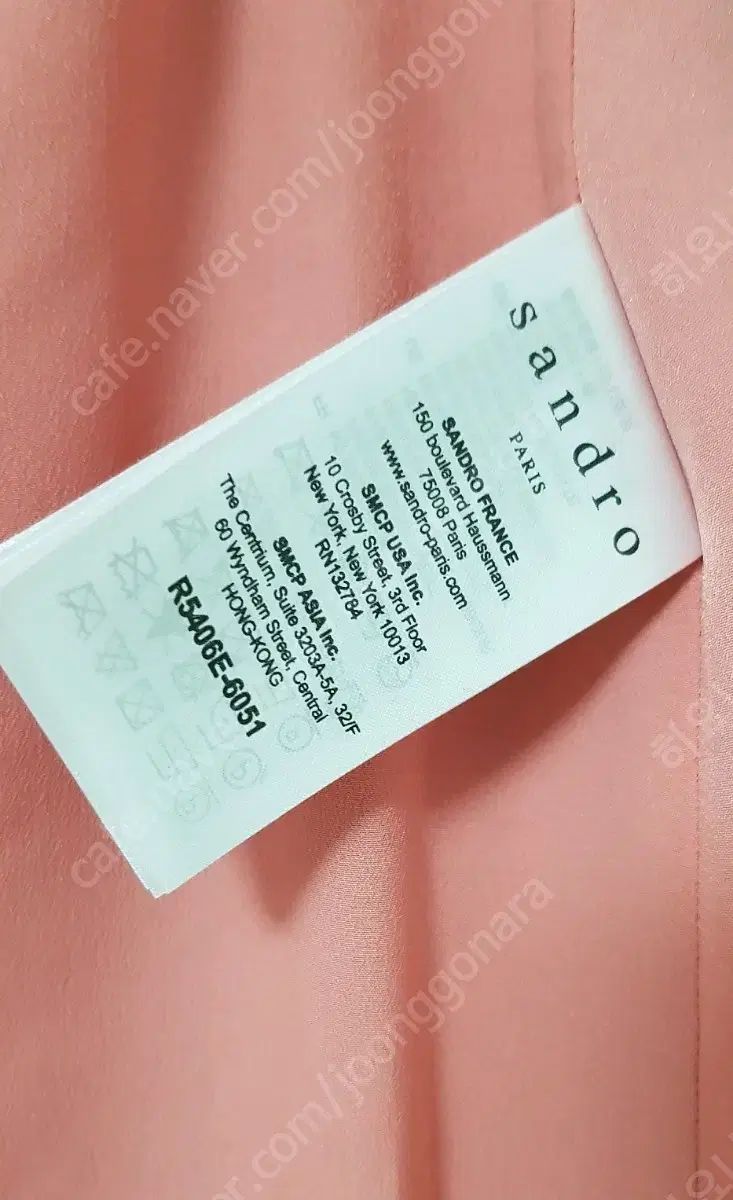 sandro
PARIS
SANDRO FRANCE
150 boulevard Haussmann
75008 Paris
www.sandro-paris.com
SMCP USA Inc.
10 Crosby Street, 3rd Floor
New York, New York 10013
RN132784
SMCP ASIA Inc.
The Centrium, Suite 3203A-5A, 32/F
60 Wyndham Street, Central
HONG-KONG
R5406E-6051
cafe.naver.com/joonggonara
cafe.naver.com/joonggonara